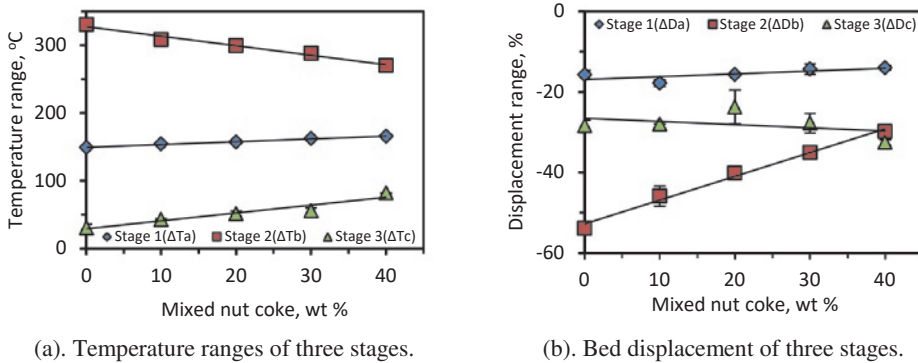 Temperature range, ºC
300
200
100
0
Stage 1(ΔTa) Stage 2(ΔTb) Stage 3(ΔTc)
0 10 20 30 40
Mixed nut coke, wt %
(a). Temperature ranges of three stages.
Displacement range, %
Stage 1(ΔDa) Stage 2(ΔDb) Stage 3(ΔDc)
0
-20
-40
-60
0 10 20 30 40
Mixed nut coke, wt %
(b). Bed displacement of three stages.